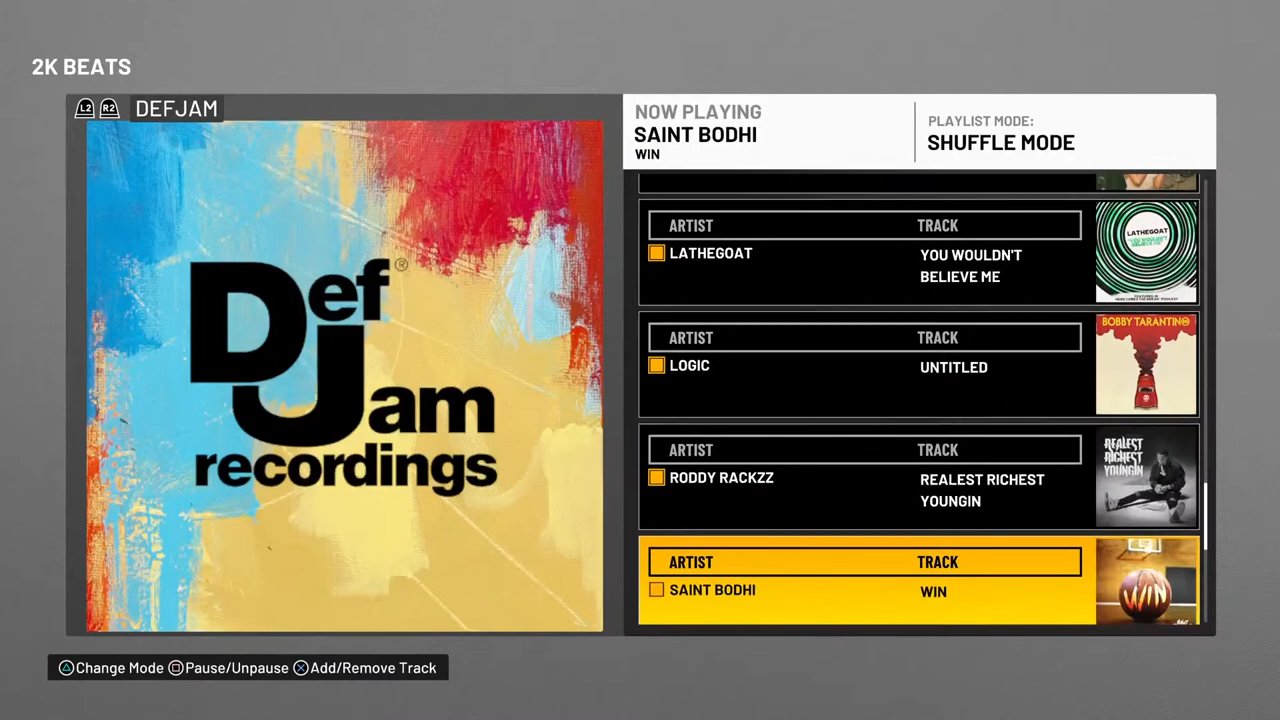 2K BEATS
L2 R2 DEFJAM
Def
Jam
recordings
®
NOW PLAYING
SAINT BODHI
WIN
PLAYLIST MODE:
SHUFFLE MODE
ARTIST TRACK
LATHEGOAT YOU WOULDN'T
BELIEVE ME
LATHEGOAT
ARTIST TRACK
LOGIC UNTITLED
BOBBY TARANTINO
ARTIST TRACK
RODDY RACKZZ REALEST RICHEST
YOUNGIN
REALEST
RICHEST
YOUNGIN
ARTIST TRACK
SAINT BODHI WIN
WIN
Change Mode Pause/Unpause Add/Remove Track